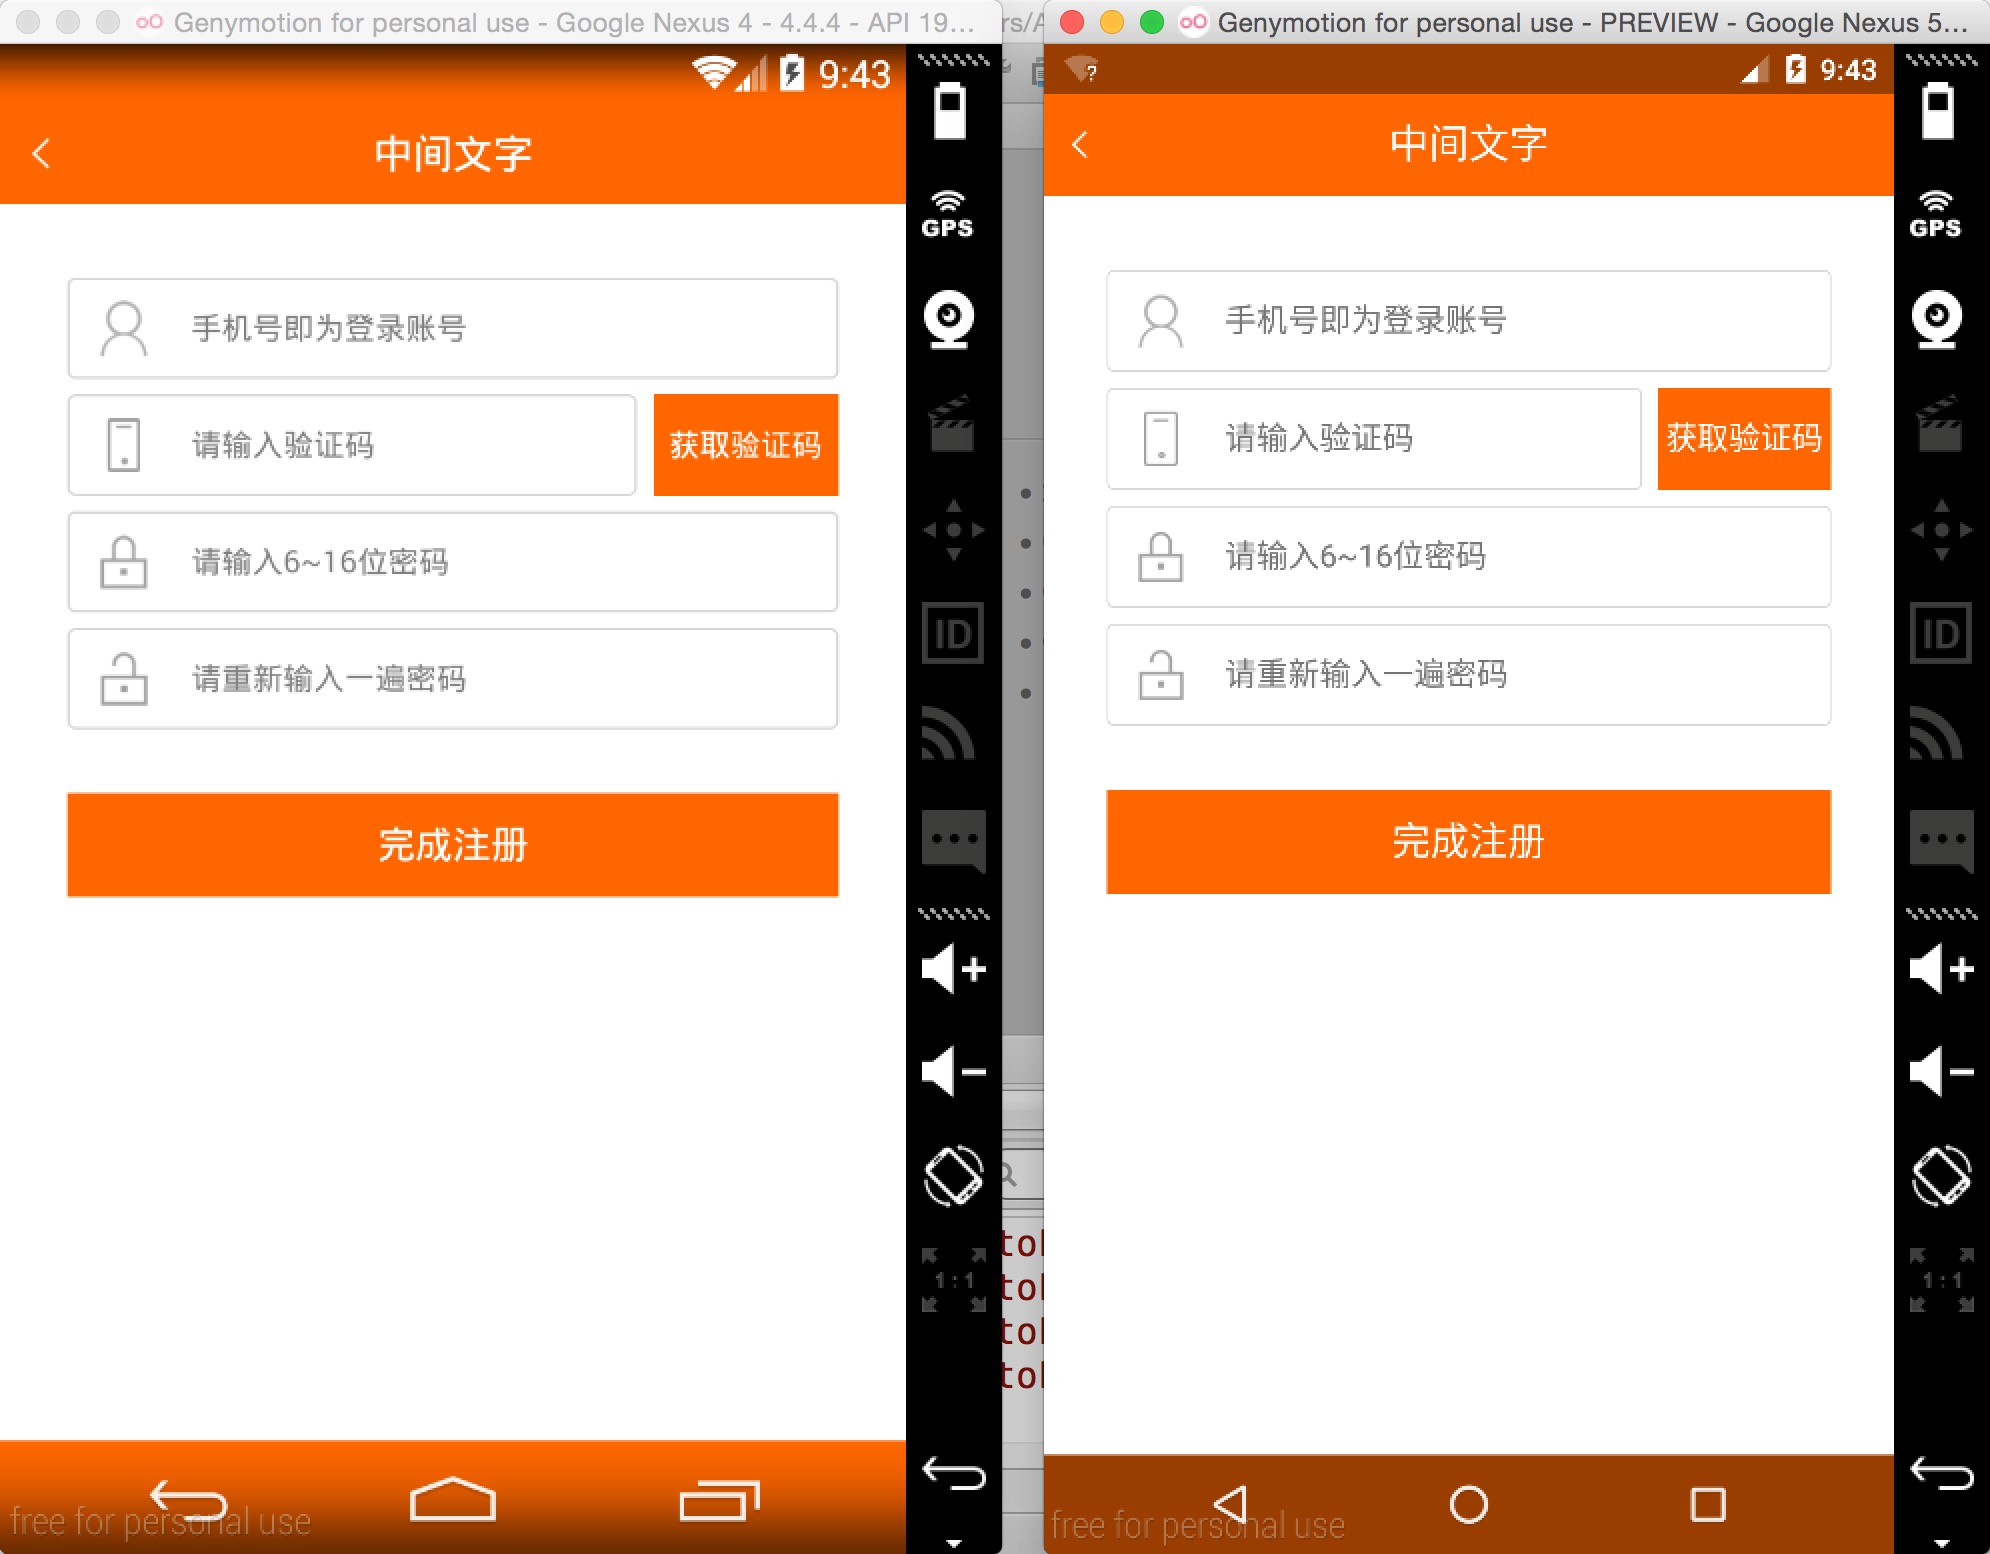 Genymotion for personal use - Google Nexus 4 - 4.4.4 - API 19...
9:43
中间文字
手机号即为登录账号
请输入验证码
获取验证码
请输入6~16位密码
请重新输入一遍密码
完成注册
free for personal use
GPS
ID
1:1
rs/A
tol
tol
tol
tol
Genymotion for personal use - PREVIEW - Google Nexus 5...
?
9:43
中间文字
手机号即为登录账号
请输入验证码
获取验证码
请输入6~16位密码
请重新输入一遍密码
完成注册
free for personal use
GPS
ID
1:1